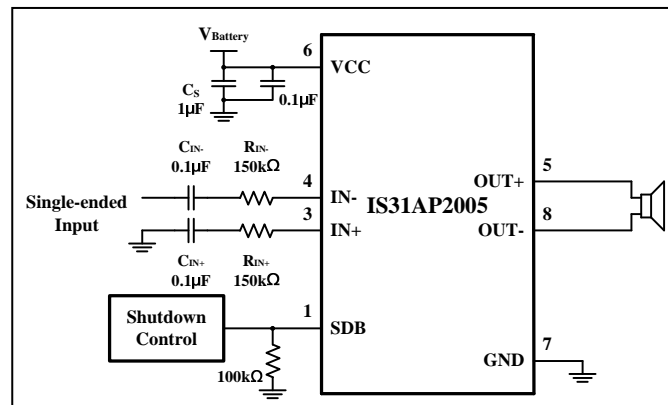 VBattery
6
VCC
CS
1µF
0.1µF
CIN-
0.1µF
RIN-
150kΩ
4
IN-
Single-ended
Input
3
IN+
CIN+
0.1µF
RIN+
150kΩ
IS31AP2005
5
OUT+
8
OUT-
Shutdown
Control
1
SDB
100kΩ
7
GND